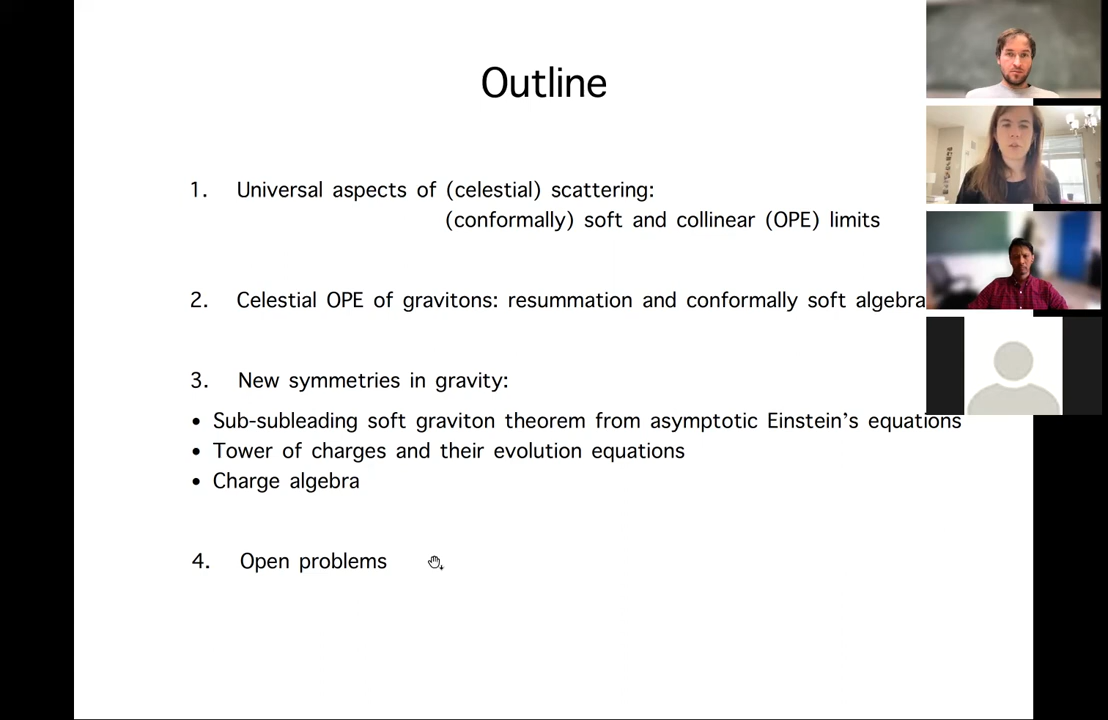 Outline
1. Universal aspects of (celestial) scattering:
(conformally) soft and collinear (OPE) limits
2. Celestial OPE of gravitons: resummation and conformally soft algebra
3. New symmetries in gravity:
• Sub-subleading soft graviton theorem from asymptotic Einstein's equations
• Tower of charges and their evolution equations
• Charge algebra
4. Open problems